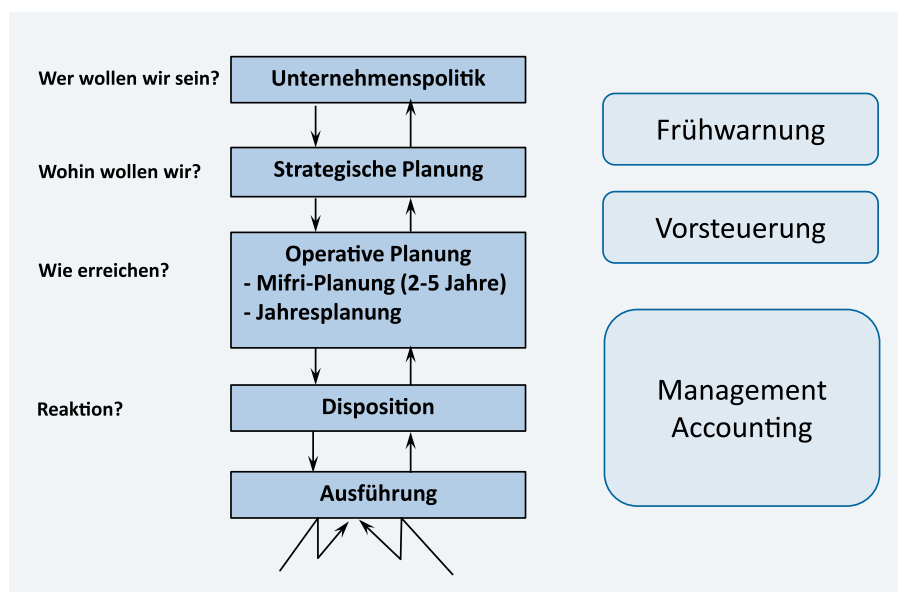 Wer wollen wir sein?
Unternehmenspolitik
Frühwarnung
Wohin wollen wir?
Strategische Planung
Vorsteuerung
Wie erreichen?
Operative Planung
- Mifri-Planung (2-5 Jahre)
- Jahresplanung
Management
Accounting
Reaktion?
Disposition
Ausführung